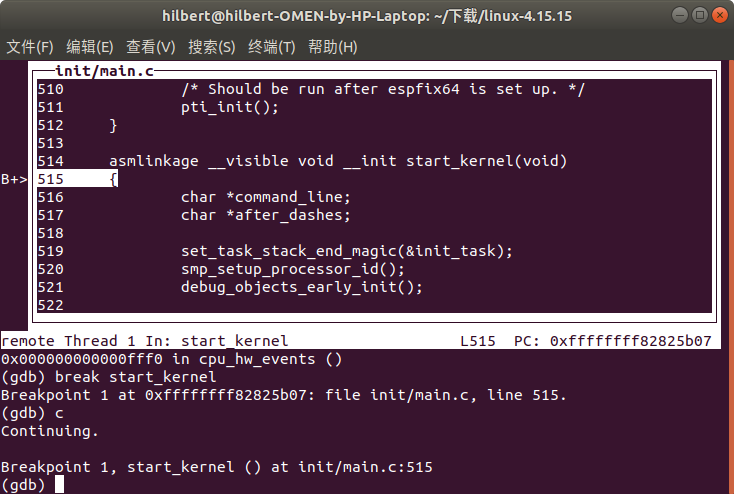 hilbert@hilbert-OMEN-by-HP-Laptop: ~/下载/linux-4.15.15
文件(F) 编辑(E) 查看(V) 搜索(S) 终端(T) 帮助(H)
init/main.c
510 /* Should be run after espfix64 is set up. */
511 pti_init();
512 }
513
514 asmlinkage __visible void __init start_kernel(void)
B+> 515 {
516 char *command_line;
517 char *after_dashes;
518
519 set_task_stack_end_magic(&init_task);
520 smp_setup_processor_id();
521 debug_objects_early_init();
522
remote Thread 1 In: start_kernel L515 PC: 0xffffffff82825b07
0x000000000000fff0 in cpu_hw_events ()
(gdb) break start_kernel
Breakpoint 1 at 0xffffffff82825b07: file init/main.c, line 515.
(gdb) c
Continuing.
Breakpoint 1, start_kernel () at init/main.c:515
(gdb)